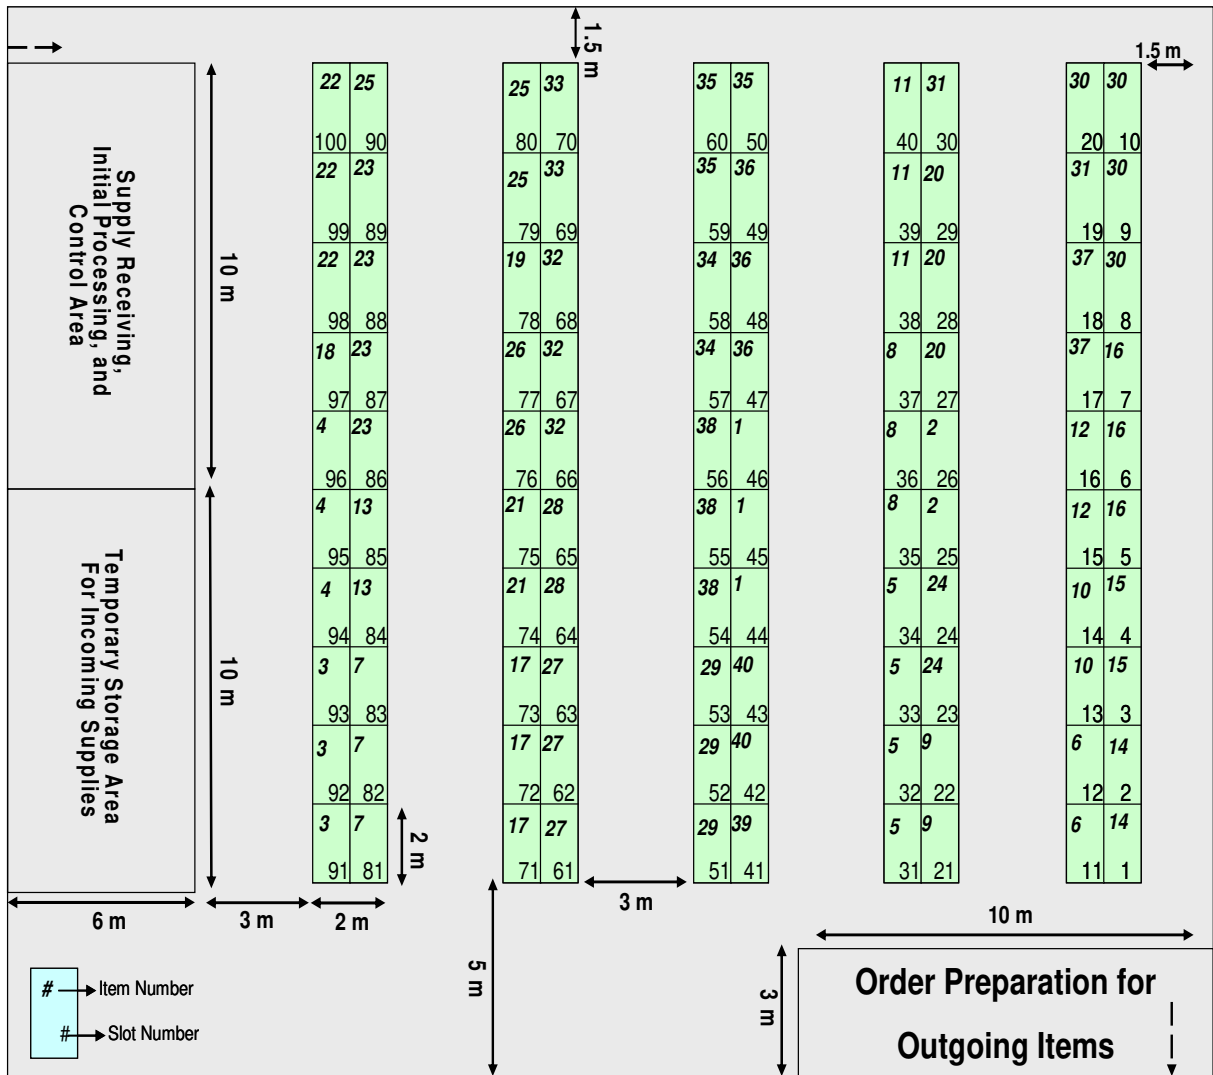 1.5 m
1.5 m
22 25 25 33 35 35 11 31 30 30
100 90 80 70 60 50 40 30 20 10
22 23 25 33 35 36 11 20 31 30
99 89 79 69 59 49 39 29 19 9
22 23 19 32 34 36 11 20 37 30
98 88 78 68 58 48 38 28 18 8
18 23 26 32 34 36 8 20 37 16
97 87 77 67 57 47 37 27 17 7
4 23 26 32 38 1 8 2 12 16
96 86 76 66 56 46 36 26 16 6
4 13 21 28 38 1 8 2 12 16
95 85 75 65 55 45 35 25 15 5
4 13 21 28 38 1 5 24 10 15
94 84 74 64 54 44 34 24 14 4
3 7 17 27 29 40 5 24 10 15
93 83 73 63 53 43 33 23 13 3
3 7 17 27 29 40 5 9 6 14
92 82 72 62 52 42 32 22 12 2
3 7 17 27 29 39 5 9 6 14
91 81 71 61 51 41 31 21 11 1
Supply Receiving,
Initial Processing, and
Control Area
10 m
Temporary Storage Area
For Incoming Supplies
10 m
2 m
6 m
3 m
2 m
3 m
10 m
5 m
3 m
# Item Number
# Slot Number
Order Preparation for
Outgoing Items